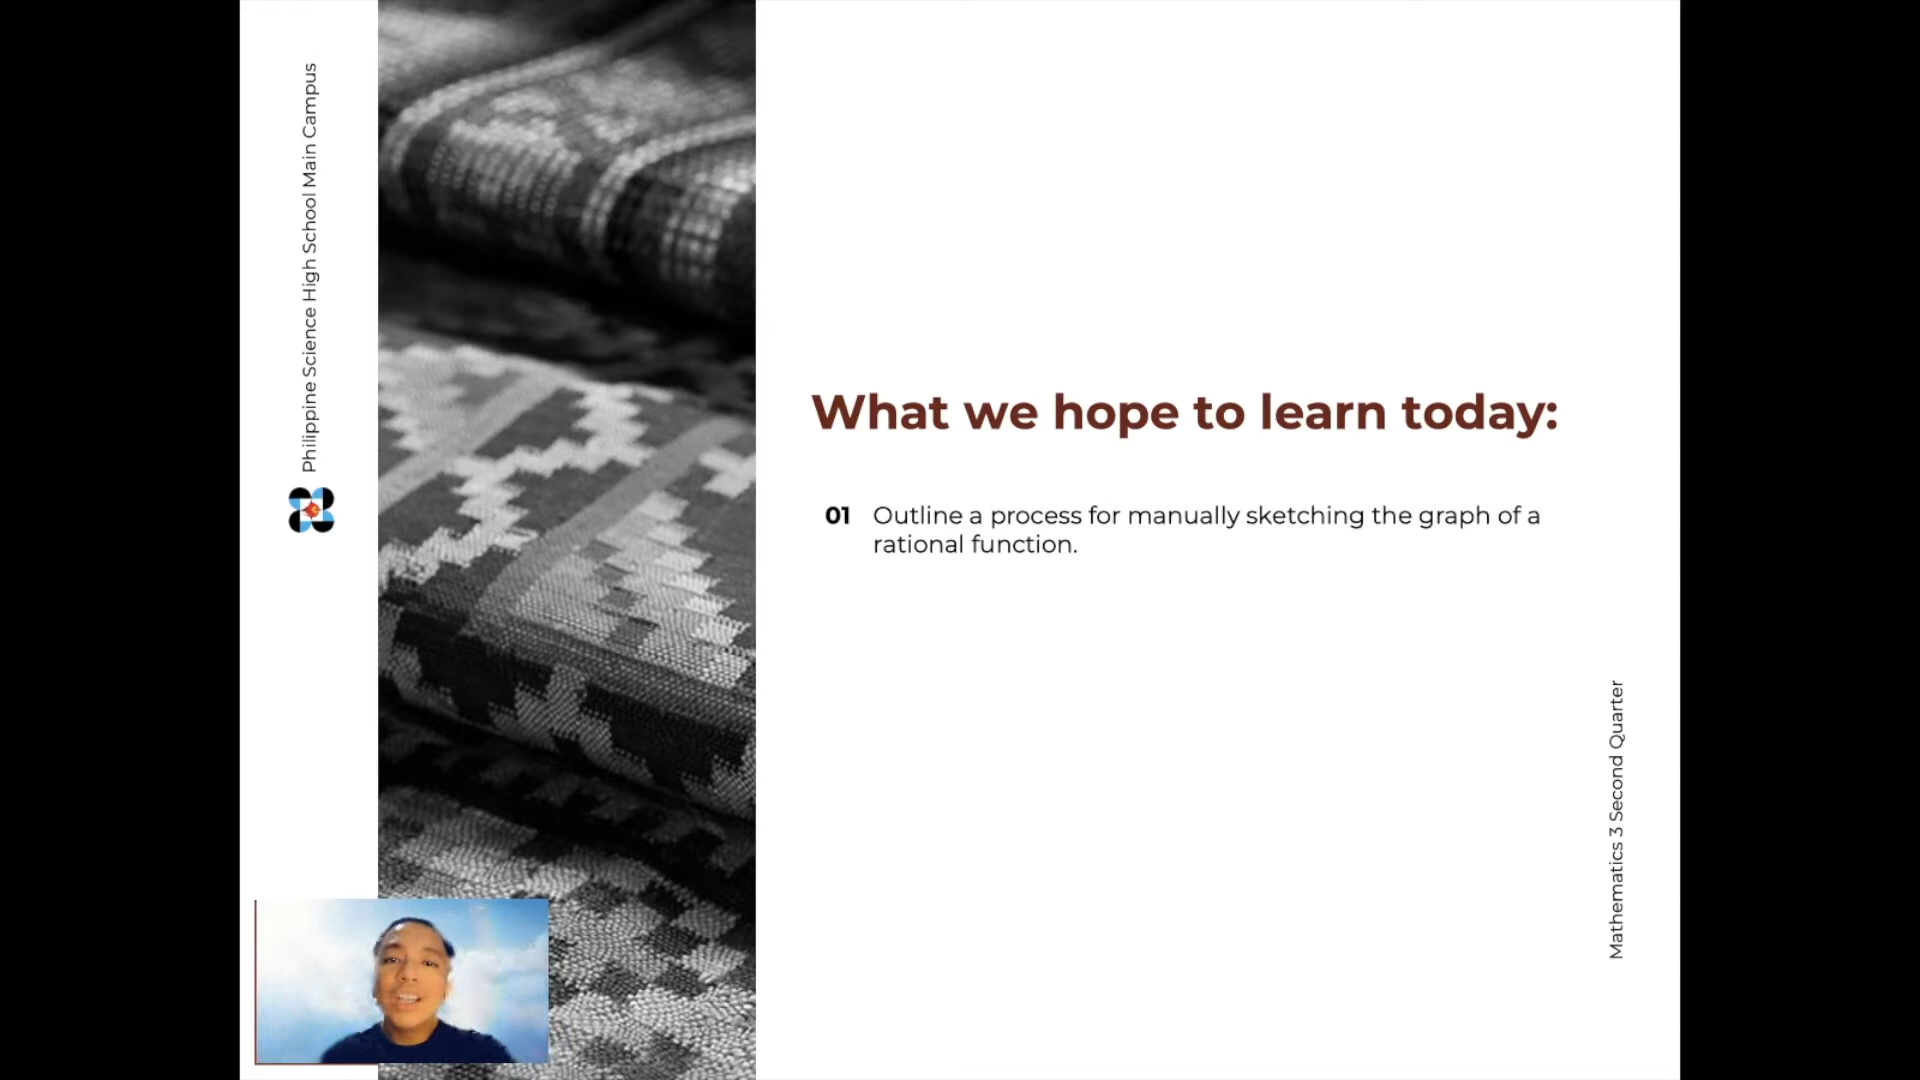 Philippine Science High School Main Campus
What we hope to learn today:
01 Outline a process for manually sketching the graph of a
rational function.
Mathematics 3 Second Quarter